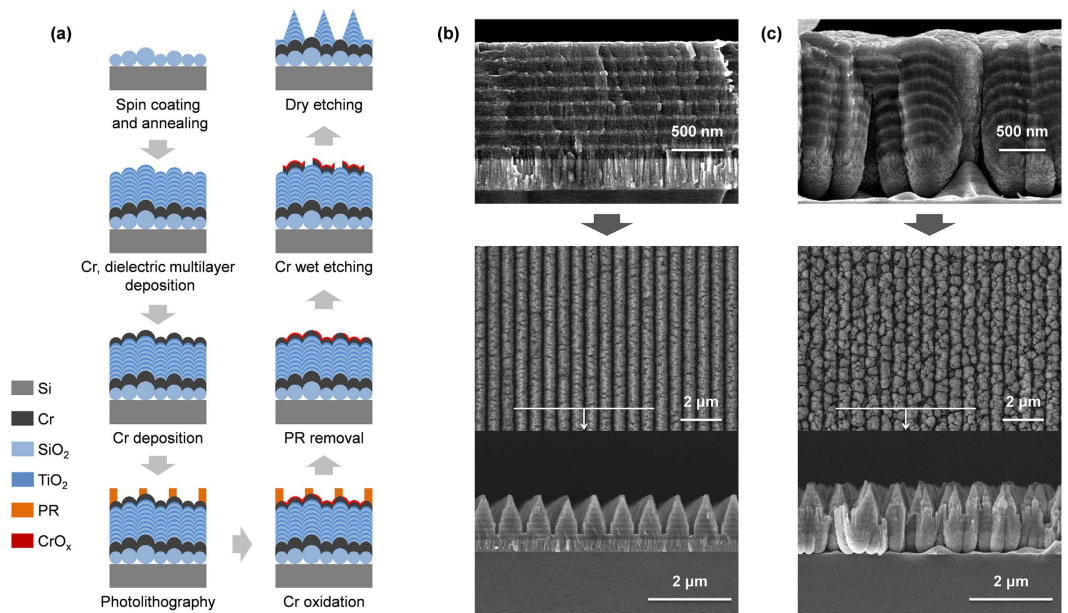 (a)
Spin coating
and annealing
Cr, dielectric multilayer
deposition
Cr deposition
Photolithography
Dry etching
Cr wet etching
PR removal
Cr oxidation
Si
Cr
SiO₂
TiO₂
PR
CrOₓ
(b)
500 nm
2 μm
2 μm
(c)
500 nm
2 μm
2 μm